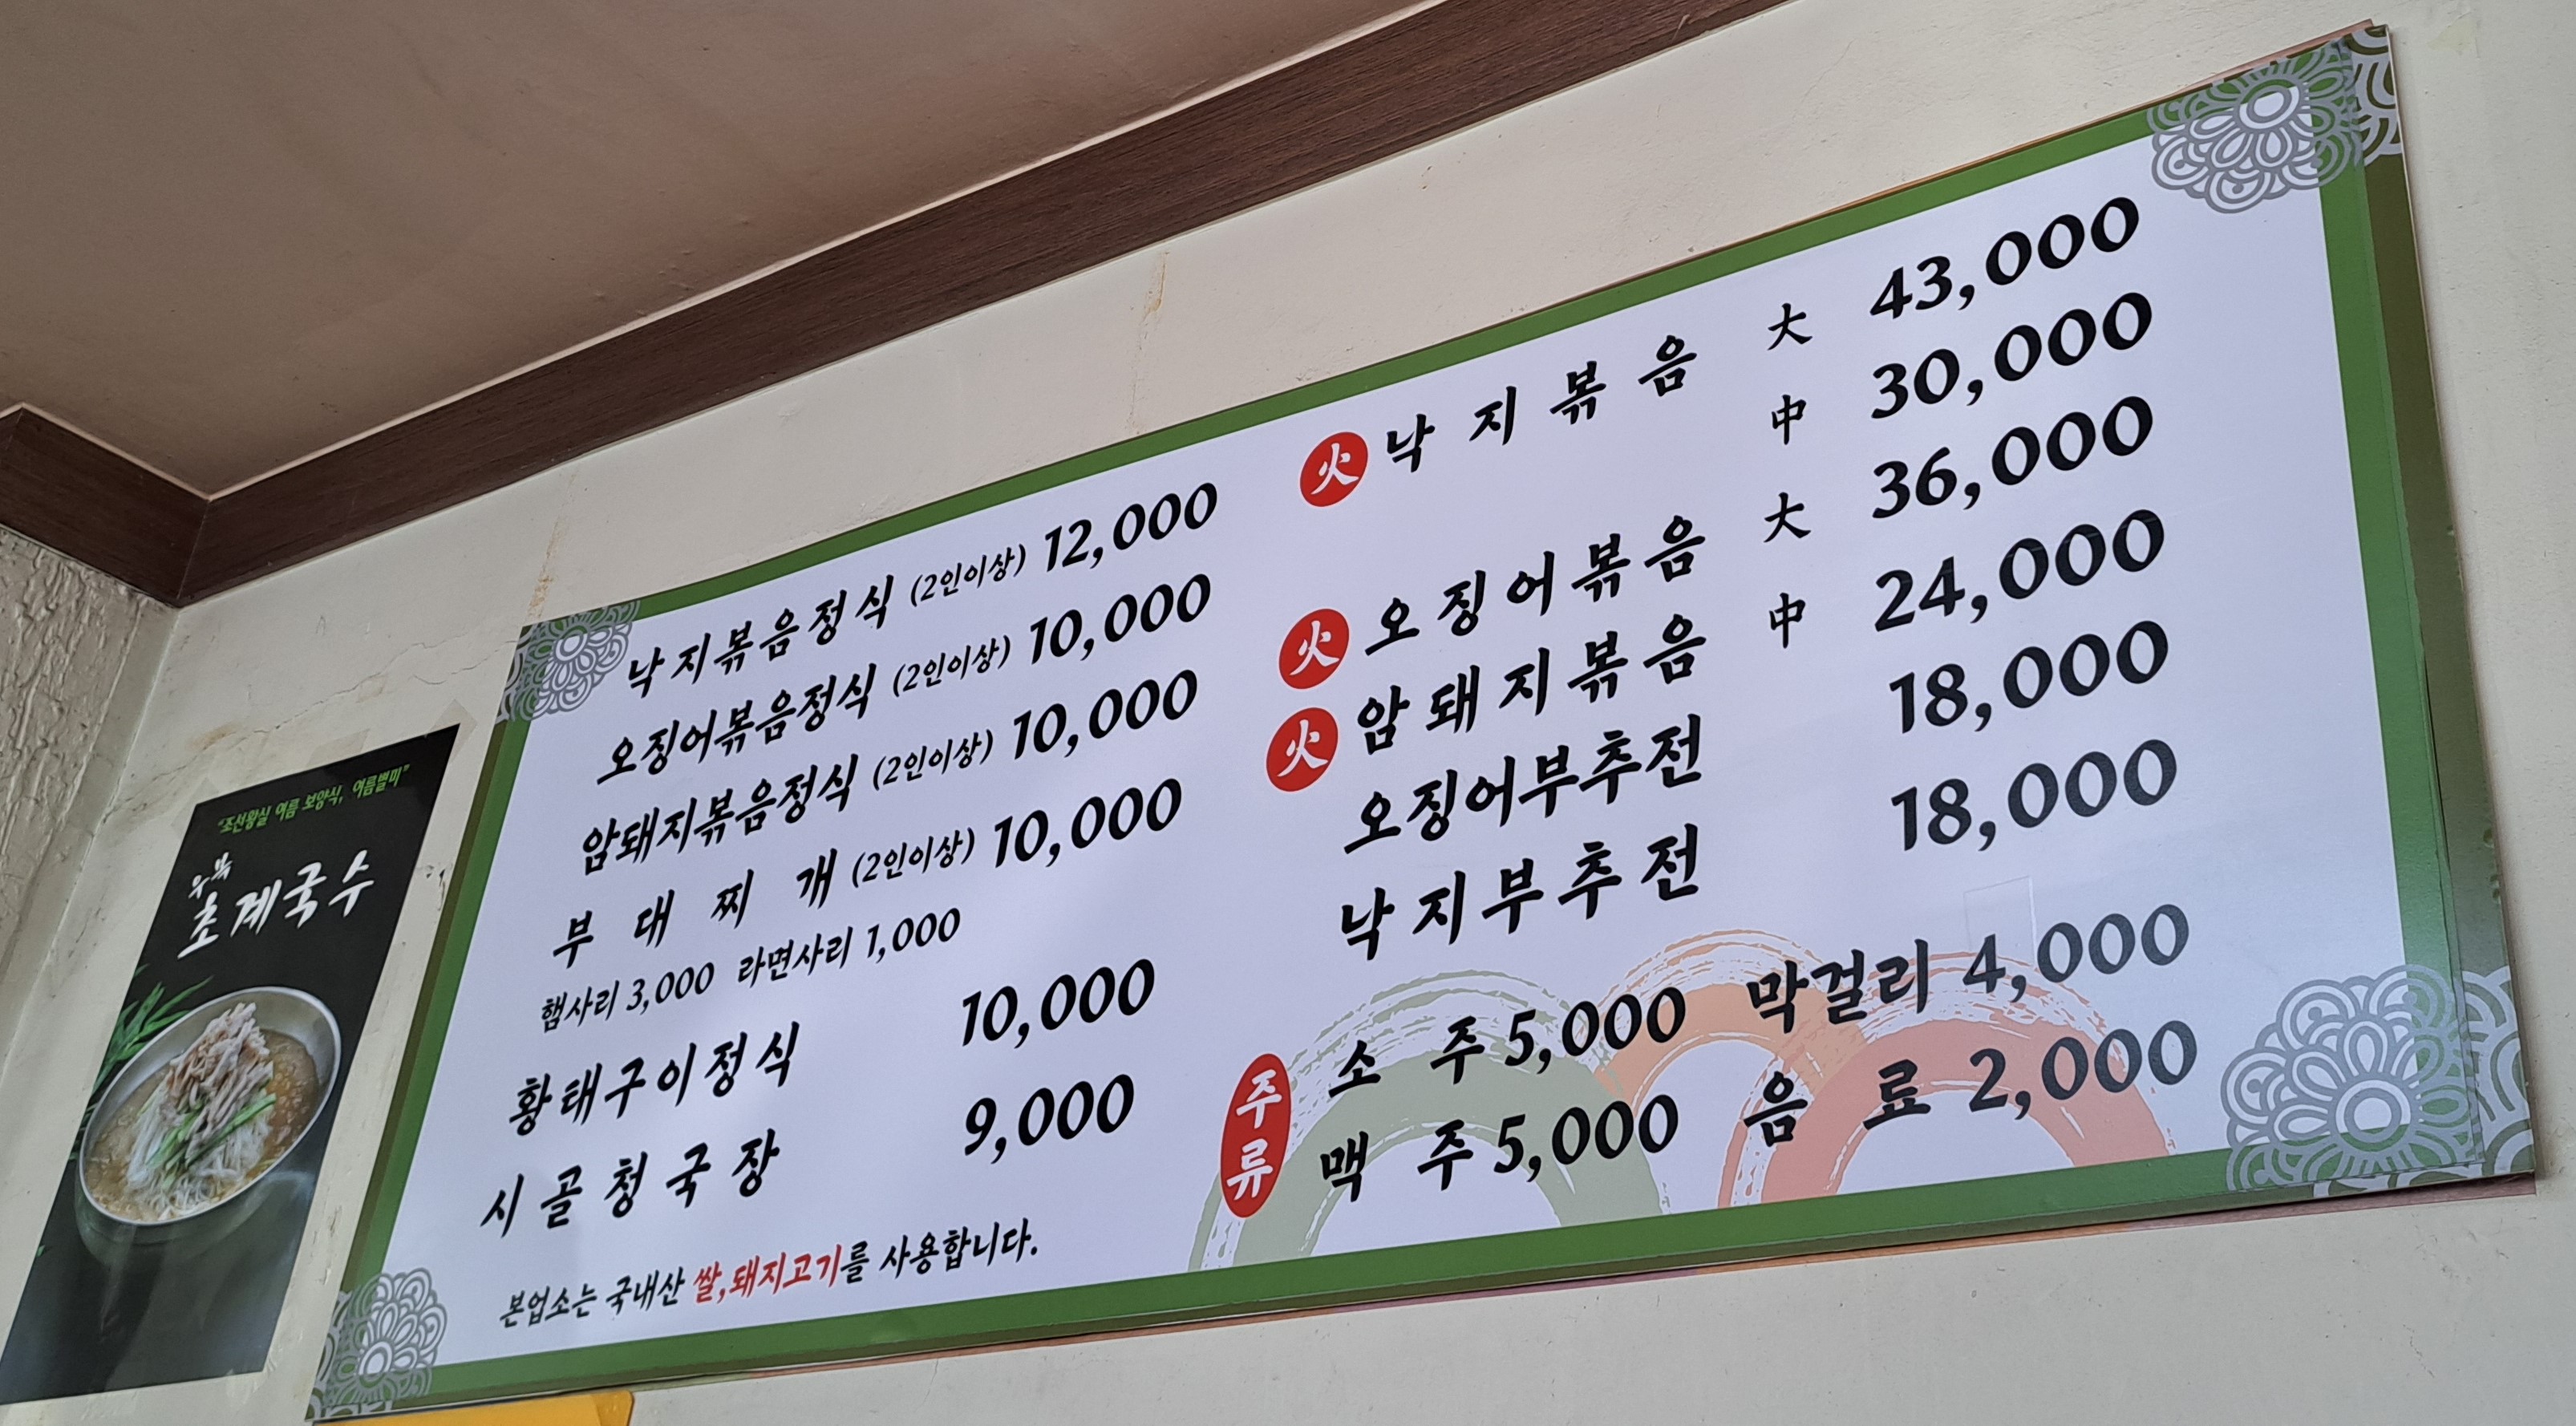 "조선왕실 여름 보양식, 여름별미"
초계국수
낙지볶음정식 (2인이상) 12,000
오징어볶음정식 (2인이상) 10,000
암돼지볶음정식 (2인이상) 10,000
부대찌개 (2인이상) 10,000
햄사리 3,000 라면사리 1,000
황태구이정식 10,000
시골청국장 9,000
본업소는 국내산 쌀,돼지고기를 사용합니다.
火 낙지볶음 大 43,000
中 30,000
火 오징어볶음 大 36,000
火 암돼지볶음 中 24,000
오징어부추전 18,000
낙지부추전 18,000
주류
소주 5,000 막걸리 4,000
맥주 5,000 음료 2,000